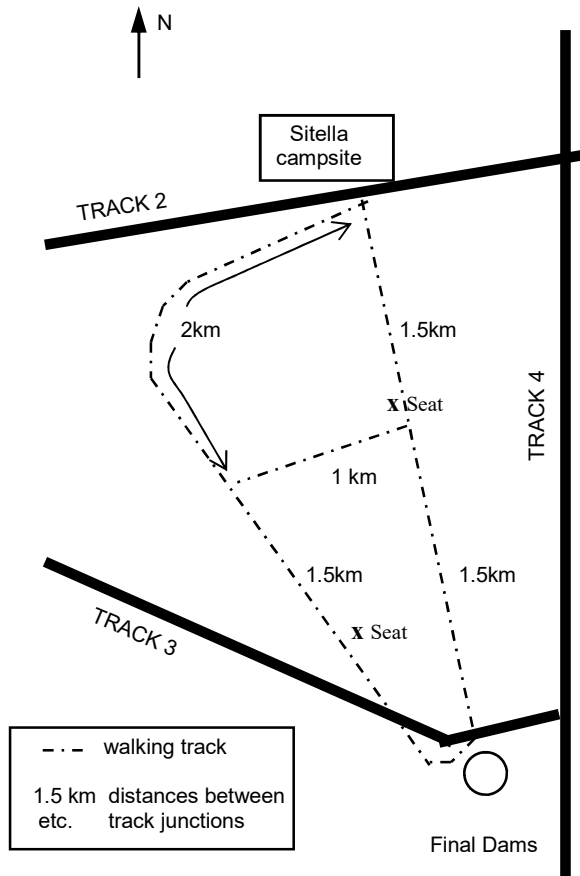 N
Sitella
campsite
TRACK 2
2km
1.5km
x Seat
TRACK 4
1 km
1.5km
1.5km
x Seat
TRACK 3
walking track
1.5 km distances between
etc. track junctions
Final Dams